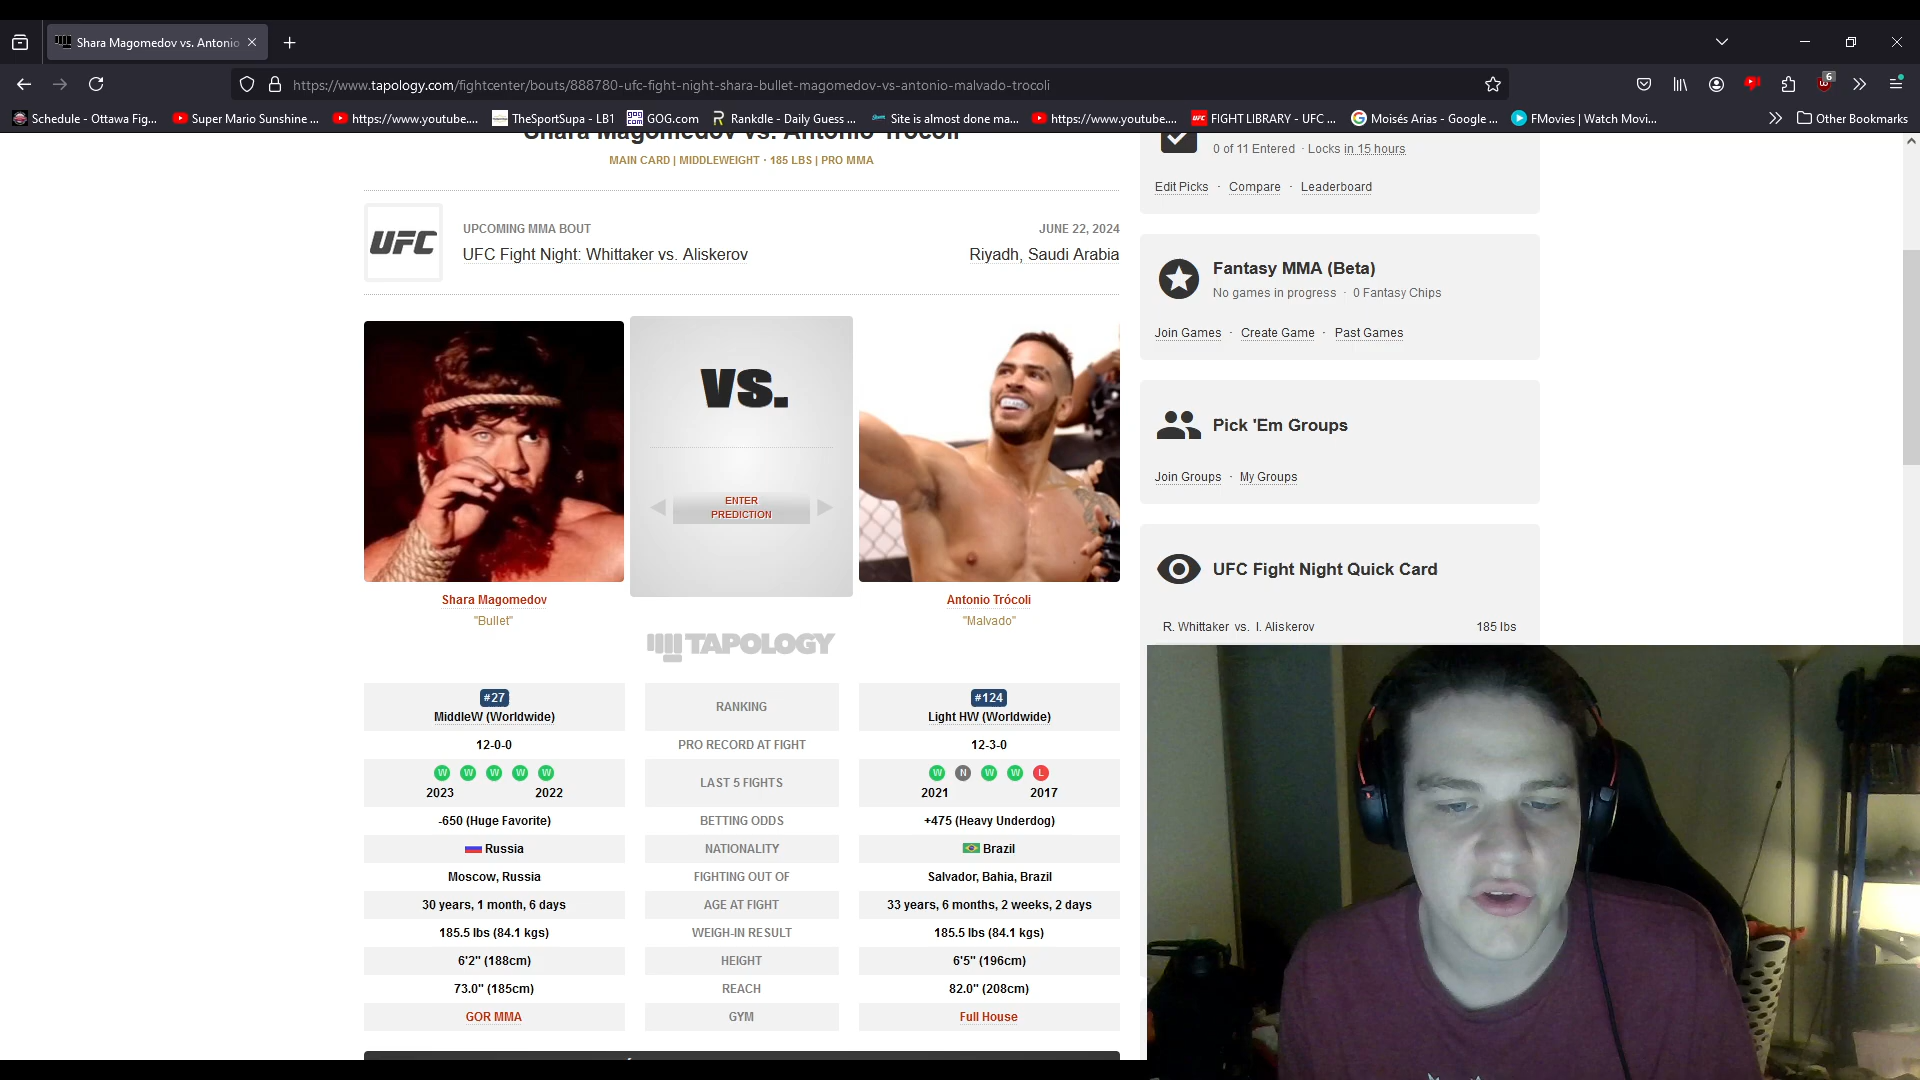 Shara Magomedov vs. Antonio
https://www.tapology.com/fightcenter/bouts/888780-ufc-fight-night-shara-bullet-magomedov-vs-antonio-malvado-trocoli
6
Schedule - Ottawa Fig...
Super Mario Sunshine ...
https://www.youtube....
TheSportSupa - LB1
GOG.com
Rankdle - Daily Guess ...
Site is almost done ma...
https://www.youtube....
FIGHT LIBRARY - UFC ...
Moisés Arias - Google ...
FMovies | Watch Movi...
Other Bookmarks
Shara Magomedov vs. Antonio Trocoli
MAIN CARD | MIDDLEWEIGHT · 185 LBS | PRO MMA
UFC
UPCOMING MMA BOUT
JUNE 22, 2024
UFC Fight Night: Whittaker vs. Aliskerov
Riyadh, Saudi Arabia
VS.
ENTER
PREDICTION
Shara Magomedov
Antonio Trócoli
"Bullet"
"Malvado"
TAPOLOGY
#27
MiddleW (Worldwide)
RANKING
#124
Light HW (Worldwide)
12-0-0
PRO RECORD AT FIGHT
12-3-0
W W W W W
2023 2022
LAST 5 FIGHTS
W N W W L
2021 2017
-650 (Huge Favorite)
BETTING ODDS
+475 (Heavy Underdog)
Russia
NATIONALITY
Brazil
Moscow, Russia
FIGHTING OUT OF
Salvador, Bahia, Brazil
30 years, 1 month, 6 days
AGE AT FIGHT
33 years, 6 months, 2 weeks, 2 days
185.5 lbs (84.1 kgs)
WEIGH-IN RESULT
185.5 lbs (84.1 kgs)
6'2" (188cm)
HEIGHT
6'5" (196cm)
73.0" (185cm)
REACH
82.0" (208cm)
GOR MMA
GYM
Full House
0 of 11 Entered · Locks in 15 hours
Edit Picks · Compare · Leaderboard
Fantasy MMA (Beta)
No games in progress · 0 Fantasy Chips
Join Games · Create Game · Past Games
Pick 'Em Groups
Join Groups · My Groups
UFC Fight Night Quick Card
R. Whittaker vs. I. Aliskerov
185 lbs